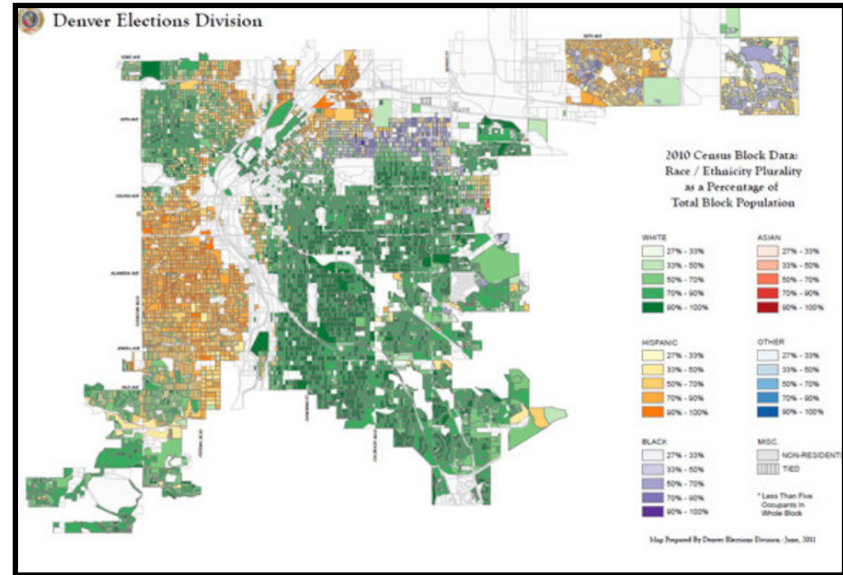 Denver Elections Division
2010 Census Block Data:
Race / Ethnicity Plurality
as a Percentage of
Total Block Population
WHITE
27% - 33%
33% - 50%
50% - 70%
70% - 90%
90% - 100%
ASIAN
27% - 33%
33% - 50%
50% - 70%
70% - 90%
90% - 100%
HISPANIC
27% - 33%
33% - 50%
50% - 70%
70% - 90%
90% - 100%
OTHER
27% - 33%
33% - 50%
50% - 70%
70% - 90%
90% - 100%
BLACK
27% - 33%
33% - 50%
50% - 70%
70% - 90%
90% - 100%
MISC.
NON-RESIDENTI
TIED
* Less Than Five
Occupants In
Whole Block
Map Prepared By Denver Elections Division - June, 2011